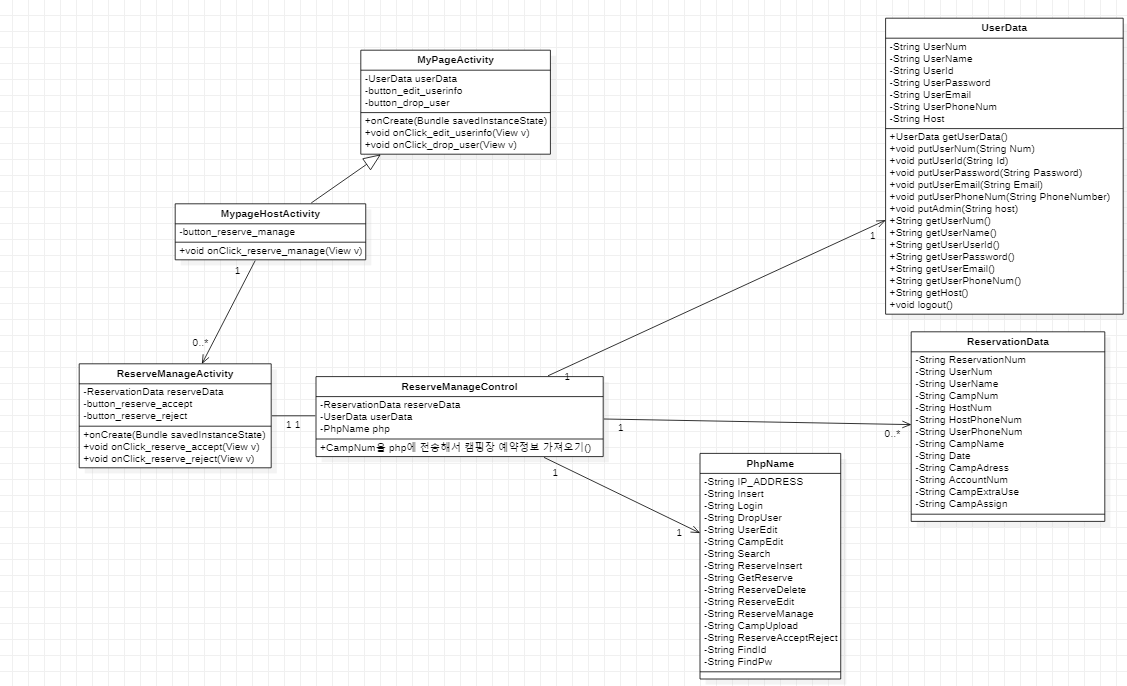 MyPageActivity
-UserData userData
-button_edit_userinfo
-button_drop_user
+onCreate(Bundle savedInstanceState)
+void onClick_edit_userinfo(View v)
+void onClick_drop_user(View v)
UserData
-String UserNum
-String UserName
-String UserId
-String UserPassword
-String UserEmail
-String UserPhoneNum
-String Host
+UserData getUserData()
+void putUserNum(String Num)
+void putUserId(String Id)
+void putUserPassword(String Password)
+void putUserEmail(String Email)
+void putUserPhoneNum(String PhoneNumber)
+void putAdmin(String host)
+String getUserNum()
+String getUserName()
+String getUserUserId()
+String getUserPassword()
+String getUserEmail()
+String getUserPhoneNum()
+String getHost()
+void logout()
MypageHostActivity
-button_reserve_manage
+void onClick_reserve_manage(View v)
1
0..*
1
1
ReserveManageActivity
-ReservationData reserveData
-button_reserve_accept
-button_reserve_reject
+onCreate(Bundle savedInstanceState)
+void onClick_reserve_accept(View v)
+void onClick_reserve_reject(View v)
1 1
ReserveManageControl
-ReservationData reserveData
-UserData userData
-PhpName php
+CampNum을 php에 전송해서 캠핑장 예약정보 가져오기()
1
0..*
1
1
ReservationData
-String ReservationNum
-String UserNum
-String UserName
-String CampNum
-String HostNum
-String HostPhoneNum
-String UserPhoneNum
-String CampName
-String Date
-String CampAdress
-String AccountNum
-String CampExtraUse
-String CampAssign
PhpName
-String IP_ADDRESS
-String Insert
-String Login
-String DropUser
-String UserEdit
-String CampEdit
-String Search
-String ReserveInsert
-String GetReserve
-String ReserveDelete
-String ReserveEdit
-String ReserveManage
-String CampUpload
-String ReserveAcceptReject
-String FindId
-String FindPw